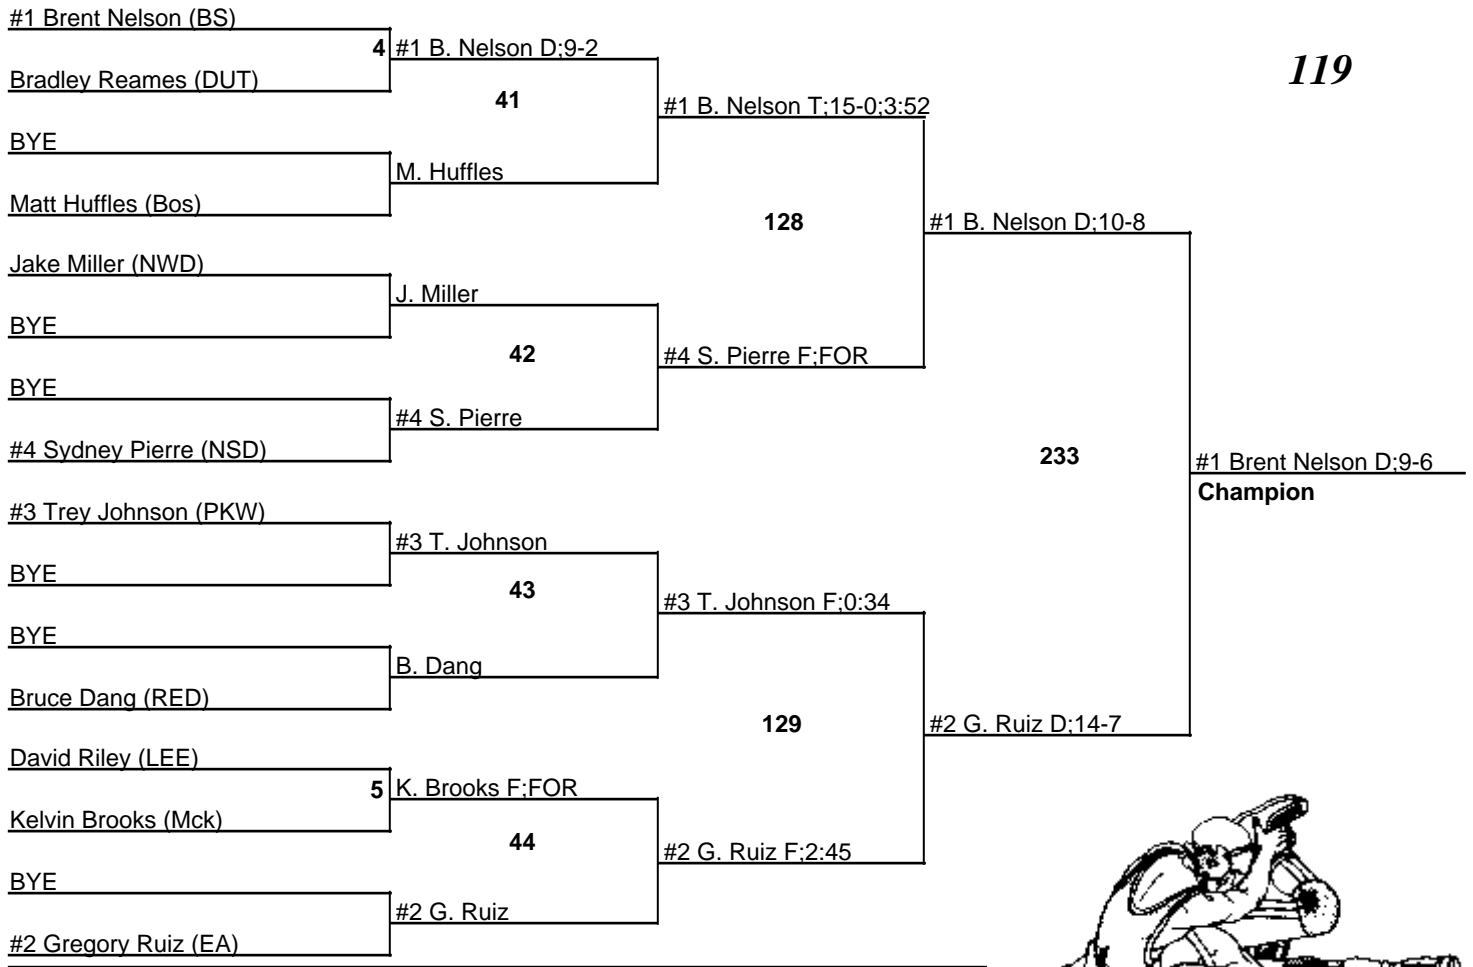 #1 Brent Nelson (BS)
4 #1 B. Nelson D;9-2
119
Bradley Reames (DUT)
41
#1 B. Nelson T;15-0;3:52
BYE
M. Huffles
Matt Huffles (Bos)
128
#1 B. Nelson D;10-8
Jake Miller (NWD)
J. Miller
BYE
42
#4 S. Pierre F;FOR
BYE
#4 S. Pierre
#4 Sydney Pierre (NSD)
233
#1 Brent Nelson D;9-6
Champion
#3 Trey Johnson (PKW)
#3 T. Johnson
BYE
43
#3 T. Johnson F;0:34
BYE
B. Dang
Bruce Dang (RED)
129
#2 G. Ruiz D;14-7
David Riley (LEE)
5 K. Brooks F;FOR
Kelvin Brooks (Mck)
44
#2 G. Ruiz F;2:45
BYE
#2 G. Ruiz
#2 Gregory Ruiz (EA)